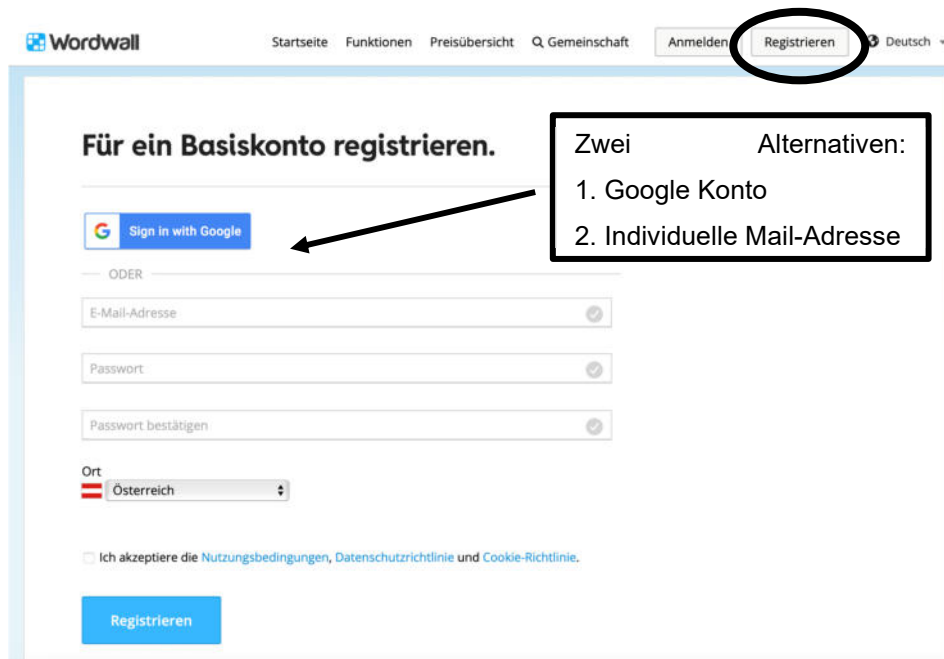 Wordwall Startseite Funktionen Preisübersicht Gemeinschaft Anmelden Registrieren Deutsch
Für ein Basiskonto registrieren.
Zwei Alternativen:
1. Google Konto
2. Individuelle Mail-Adresse
G Sign in with Google
ODER
E-Mail-Adresse
Passwort
Passwort bestätigen
Ort
Österreich
Ich akzeptiere die Nutzungsbedingungen, Datenschutzrichtlinie und Cookie-Richtlinie.
Registrieren